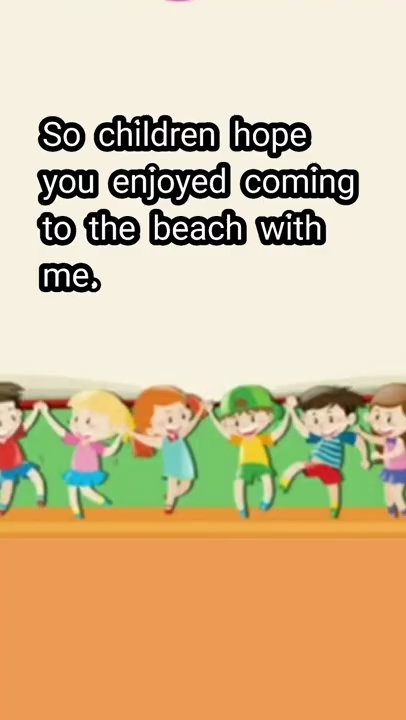 So children hope
you enjoyed coming
to the beach with
me.